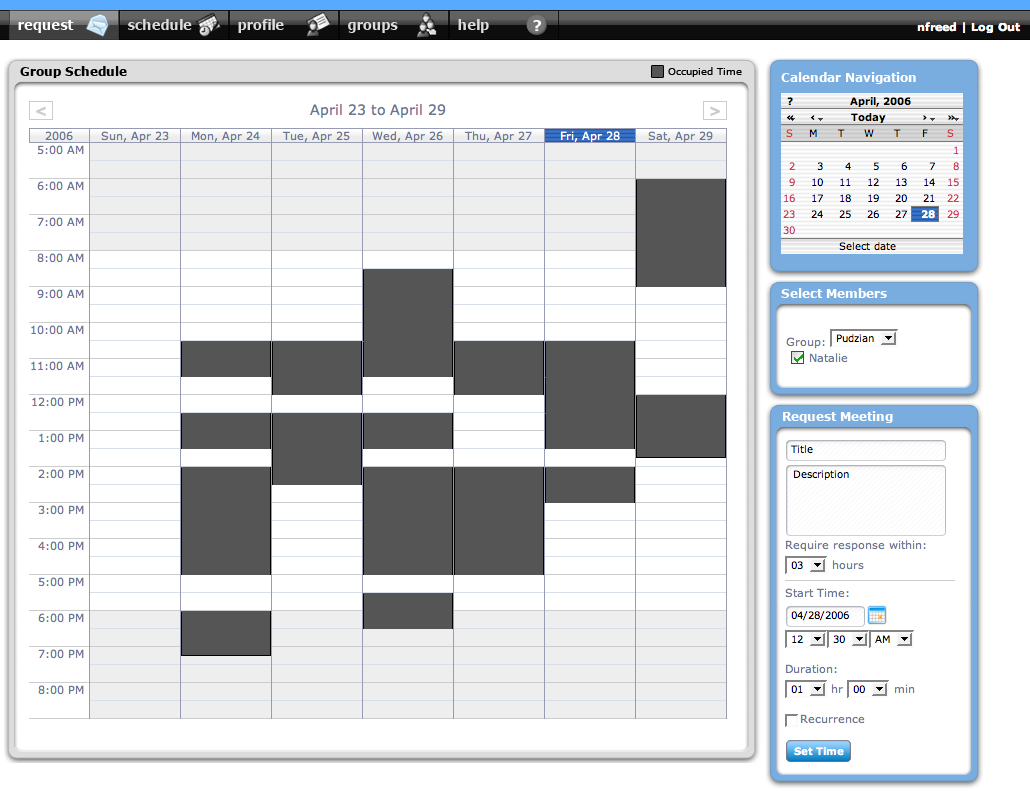 request schedule profile groups help ? nfreed | Log Out
Group Schedule Occupied Time
< April 23 to April 29 >
2006 Sun, Apr 23 Mon, Apr 24 Tue, Apr 25 Wed, Apr 26 Thu, Apr 27 Fri, Apr 28 Sat, Apr 29
5:00 AM
6:00 AM
7:00 AM
8:00 AM
9:00 AM
10:00 AM
11:00 AM
12:00 PM
1:00 PM
2:00 PM
3:00 PM
4:00 PM
5:00 PM
6:00 PM
7:00 PM
8:00 PM
Calendar Navigation
? April, 2006
« ‹ Today › »
S M T W T F S
1
2 3 4 5 6 7 8
9 10 11 12 13 14 15
16 17 18 19 20 21 22
23 24 25 26 27 28 29
30
Select date
Select Members
Group: Pudzian
Natalie
Request Meeting
Title
Description
Require response within:
03 hours
Start Time:
04/28/2006
12 30 AM
Duration:
01 hr 00 min
Recurrence
Set Time